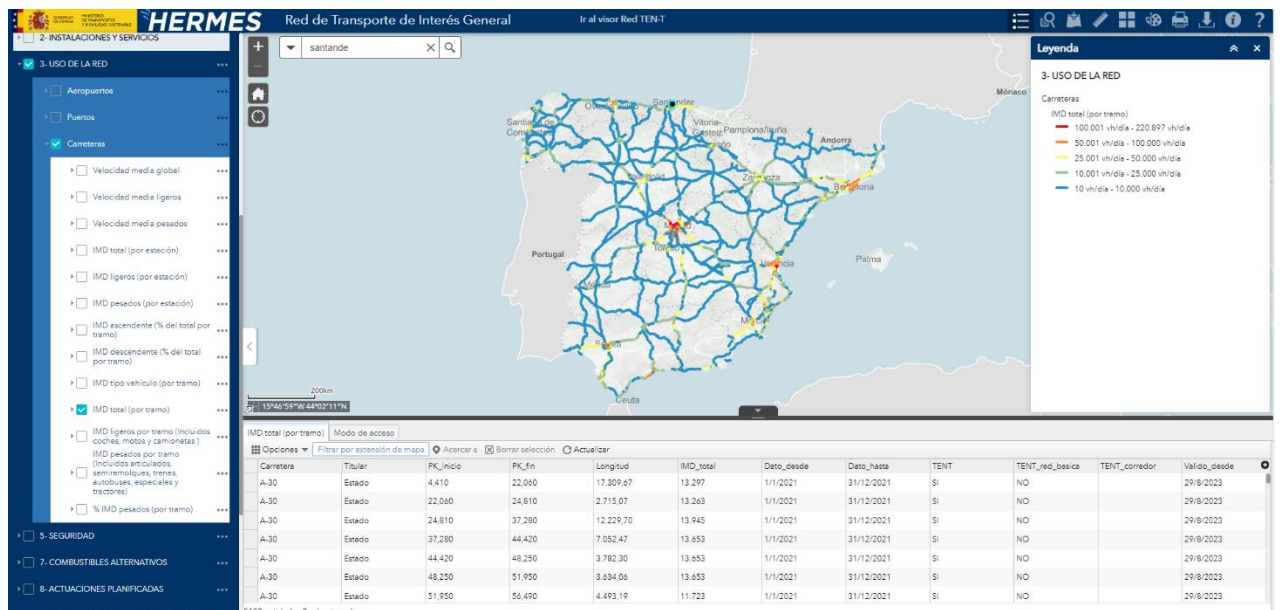 GOBIERNO DE ESPAÑA
MINISTERIO DE TRANSPORTES Y MOVILIDAD SOSTENIBLE
HERMES
Red de Transporte de Interés General
Ir al visor Red TEN-T
2- INSTALACIONES Y SERVICIOS
3- USO DE LA RED
Aeropuertos
Puertos
Carreteras
Velocidad media global
Velocidad media ligeros
Velocidad media pesados
IMD total (por estación)
IMD ligeros (por estación)
IMD pesados (por estación)
IMD ascendente (% del total por
tramo)
IMD descendente (% del total
por tramo)
IMD tipo vehículo (por tramo)
IMD total (por tramo)
IMD ligeros por tramo (Incluidos
coches, motos y camionetas )
IMD pesados por tramo
(Incluidos articulados,
semirremolques, trenes,
autobuses, especiales y
tractores)
% IMD pesados (por tramo)
5- SEGURIDAD
7- COMBUSTIBLES ALTERNATIVOS
8- ACTUACIONES PLANIFICADAS
santande
Santander
Vitoria-
Gasteiz
Pamplona/Iruña
Andorra
Mónaco
Zaragoza
Barcelona
Madrid
Toledo
Portugal
València
Palma
Mérida
Sevilla
Ceuta
200km
15°46'59"W 44°02'11"N
Leyenda
3- USO DE LA RED
Carreteras
IMD total (por tramo)
100.001 vh/día - 220.897 vh/día
50.001 vh/día - 100.000 vh/día
25.001 vh/día - 50.000 vh/día
10.001 vh/día - 25.000 vh/día
10 vh/día - 10.000 vh/día
IMD total (por tramo) Modo de acceso
Opciones Filtrar por extensión de mapa Acercar a Borrar selección Actualizar
Carretera Titular PK_inicio PK_fin Longitud IMD_total Dato_desde Dato_hasta TENT TENT_red_basica TENT_corredor Valido_desde
A-30 Estado 4,410 22,060 17.309,67 13.297 1/1/2021 31/12/2021 SI NO 29/8/2023
A-30 Estado 22,060 24,810 2.715,07 13.263 1/1/2021 31/12/2021 SI NO 29/8/2023
A-30 Estado 24,810 37,280 12.229,70 13.945 1/1/2021 31/12/2021 SI NO 29/8/2023
A-30 Estado 37,280 44,420 7.052,47 13.653 1/1/2021 31/12/2021 SI NO 29/8/2023
A-30 Estado 44,420 48,250 3.782,30 13.653 1/1/2021 31/12/2021 SI NO 29/8/2023
A-30 Estado 48,250 51,950 3.634,06 13.653 1/1/2021 31/12/2021 SI NO 29/8/2023
A-30 Estado 51,950 56,490 4.493,19 11.723 1/1/2021 31/12/2021 SI NO 29/8/2023